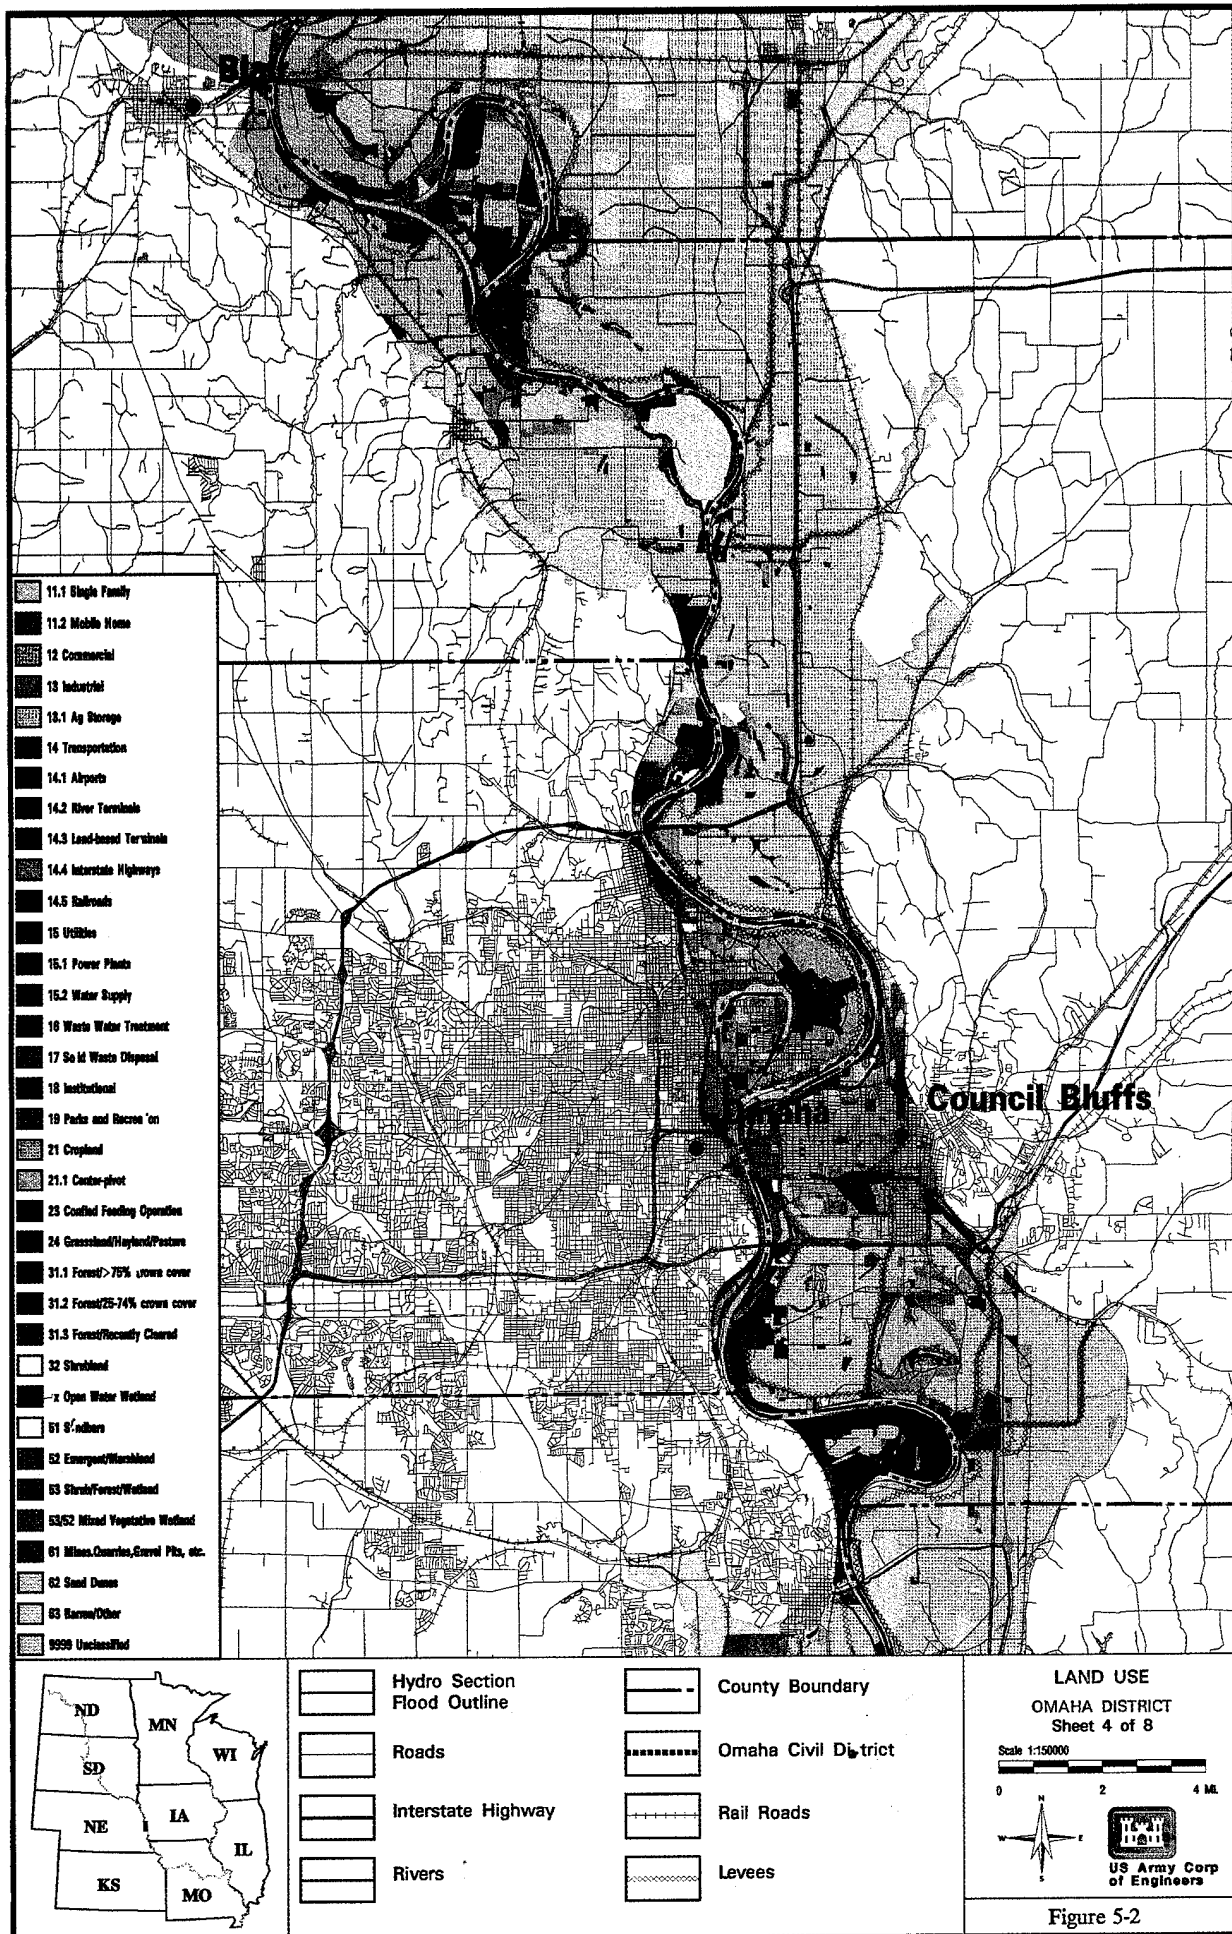 Blair
Omaha
Council Bluffs
11.1 Single Family
11.2 Mobile Home
12 Commercial
13 Industrial
13.1 Ag Storage
14 Transportation
14.1 Airports
14.2 River Terminals
14.3 Land-based Terminals
14.4 Interstate Highways
14.5 Railroads
15 Utilities
15.1 Power Plants
15.2 Water Supply
16 Waste Water Treatment
17 So id Waste Disposal
18 Institutional
19 Parks and Recrea on
21 Cropland
21.1 Center-pivot
23 Confied Feeding Operation
24 Grassland/Hayland/Pasture
31.1 Forest/>75% crown cover
31.2 Forest/25-74% crown cover
31.3 Forest/Recently Cleared
32 Shrubland
Open Water Wetland
51 S ndbars
52 Emergent/Marshland
53 Shrub/Forest/Wetland
53/52 Mixed Vegetative Wetland
61 Mines,Quarries,Gravel Pits, etc.
62 Sand Dunes
63 Barren/Other
9999 Unclassified
ND
MN
WI
SD
IA
NE
IL
KS
MO
Hydro Section
Flood Outline
Roads
Interstate Highway
Rivers
County Boundary
Omaha Civil District
Rail Roads
Levees
LAND USE
OMAHA DISTRICT
Sheet 4 of 8
Scale 1:150000
0 2 4 MI.
N
W E
S
US Army Corp
of Engineers
Figure 5-2